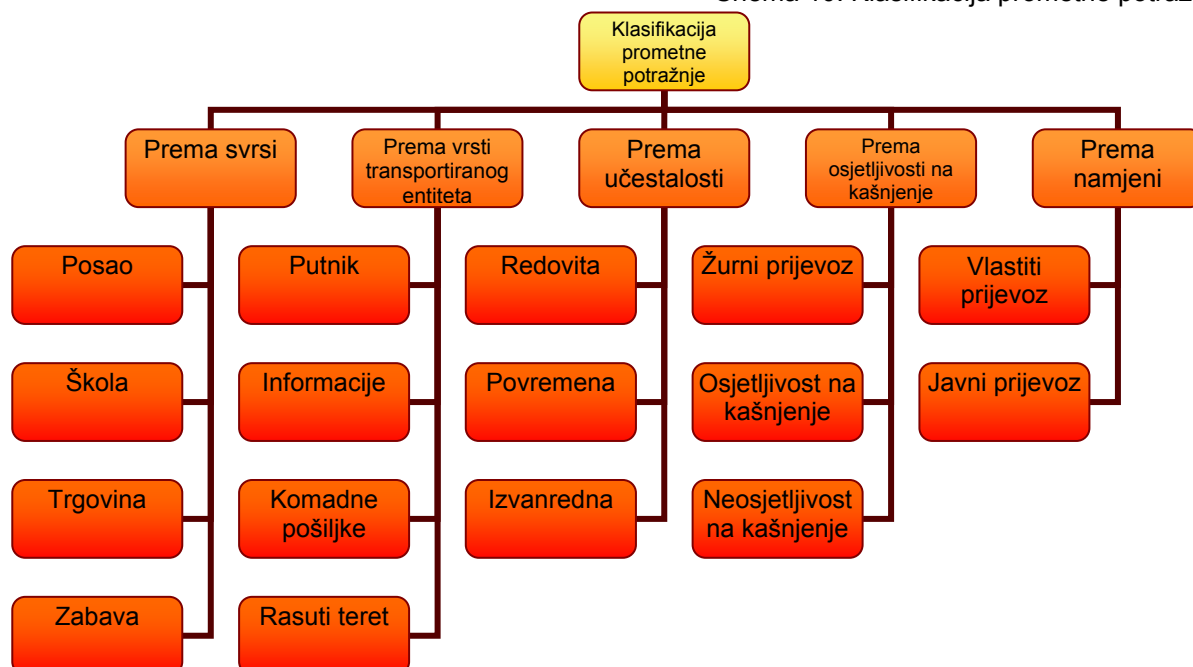 Klasifikacija prometne
Klasifikacija
prometne
potražnje
Prema svrsi
Prema vrsti
transportiranog
entiteta
Prema
učestalosti
Prema
osjetljivosti na
kašnjenje
Prema
namjeni
Posao
Putnik
Redovita
Žurni prijevoz
Vlastiti
prijevoz
Škola
Informacije
Povremena
Osjetljivost na
kašnjenje
Javni prijevoz
Trgovina
Komadne
pošiljke
Izvanredna
Neosjetljivost
na kašnjenje
Zabava
Rasuti teret